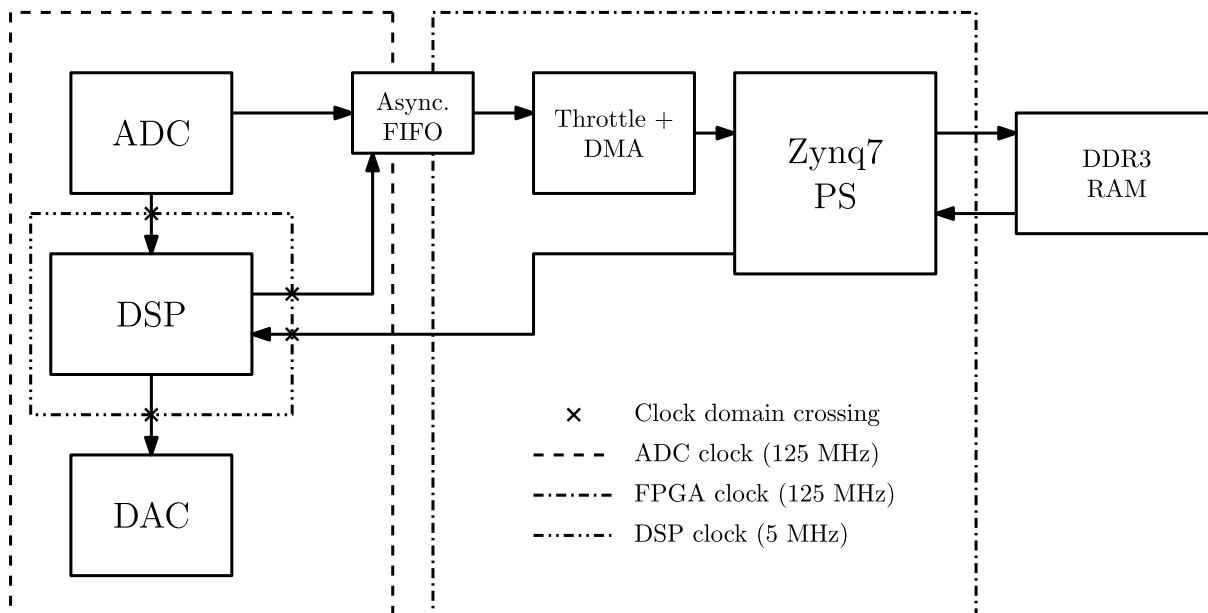 ADC
Async.
FIFO
Throttle +
DMA
Zynq7
PS
DDR3
RAM
DSP
DAC
Clock domain crossing
ADC clock (125 MHz)
FPGA clock (125 MHz)
DSP clock (5 MHz)